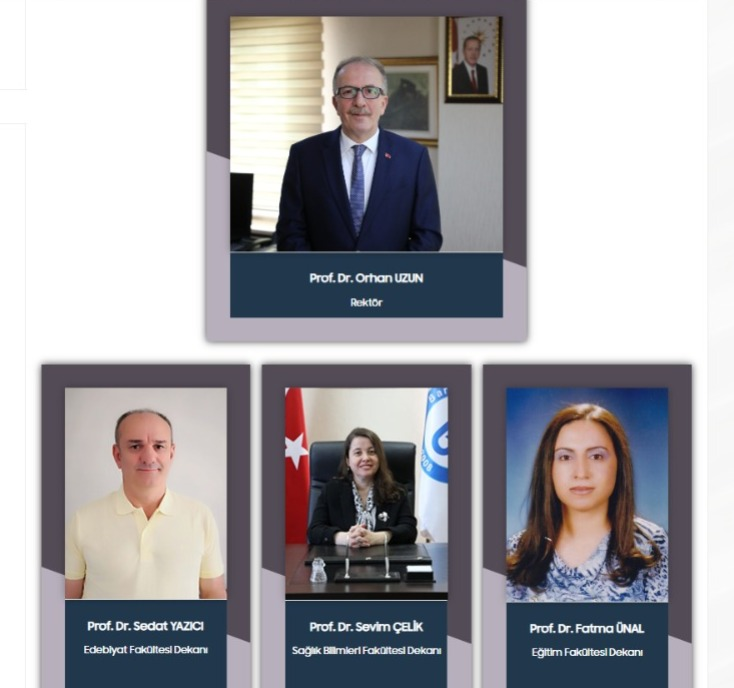 Prof. Dr. Orhan UZUN
Rektör
Prof. Dr. Sedat YAZICI
Edebiyat Fakültesi Dekanı
Prof. Dr. Sevim ÇELİK
Sağlık Bilimleri Fakültesi Dekanı
Prof. Dr. Fatma ÜNAL
Eğitim Fakültesi Dekanı